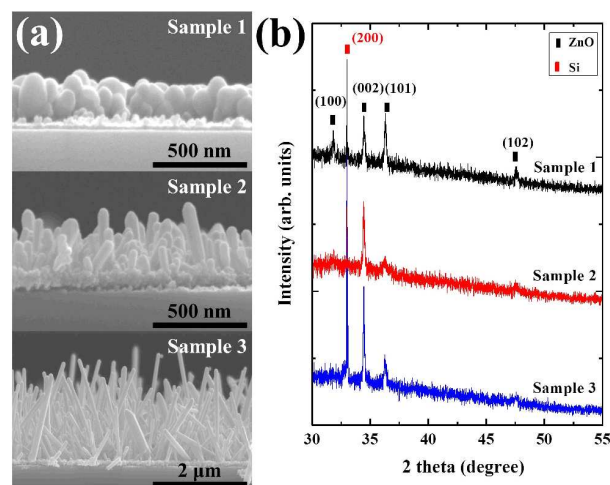 (a)
Sample 1
500 nm
Sample 2
500 nm
Sample 3
2 μm
(b)
(200)
ZnO
Si
(100)
(002)
(101)
(102)
Sample 1
Sample 2
Sample 3
Intensity (arb. units)
30
35
40
45
50
55
2 theta (degree)